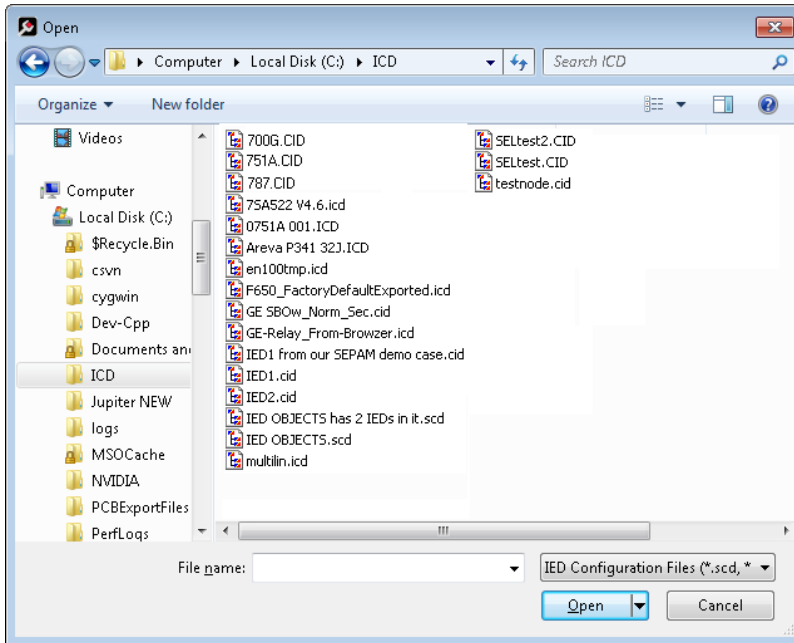 Open
Computer Local Disk (C:) ICD
Search ICD
Organize
New folder
Videos
Computer
Local Disk (C:)
$Recycle.Bin
csvn
cygwin
Dev-Cpp
Documents an
ICD
Jupiter NEW
logs
MSOCache
NVIDIA
PCBExportFiles
PerfLogs
700G.CID
751A.CID
787.CID
7SA522 V4.6.icd
0751A 001.ICD
Areva P341 32J.ICD
en100tmp.icd
F650_FactoryDefaultExported.icd
GE SBOw_Norm_Sec.cid
GE-Relay_From-Browzer.icd
IED1 from our SEPAM demo case.cid
IED1.cid
IED2.cid
IED OBJECTS has 2 IEDs in it.scd
IED OBJECTS.scd
multilin.icd
SELtest2.CID
SELtest.CID
testnode.cid
File name:
IED Configuration Files (*.scd, *
Open
Cancel